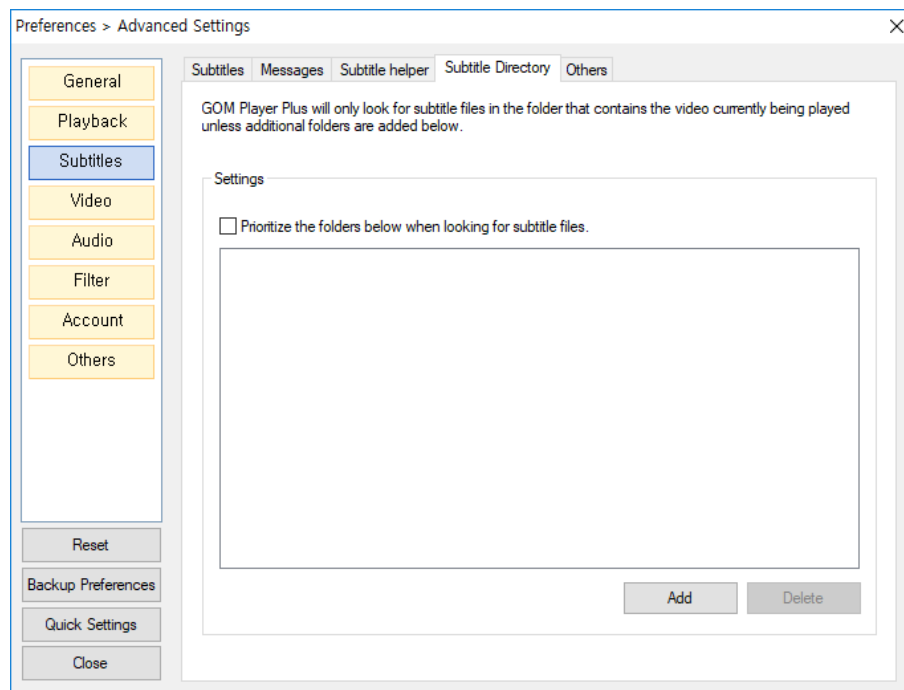 Preferences > Advanced Settings
General
Playback
Subtitles
Video
Audio
Filter
Account
Others
Reset
Backup Preferences
Quick Settings
Close
Subtitles Messages Subtitle helper Subtitle Directory Others
GOM Player Plus will only look for subtitle files in the folder that contains the video currently being played
unless additional folders are added below.
Settings
Prioritize the folders below when looking for subtitle files.
Add Delete